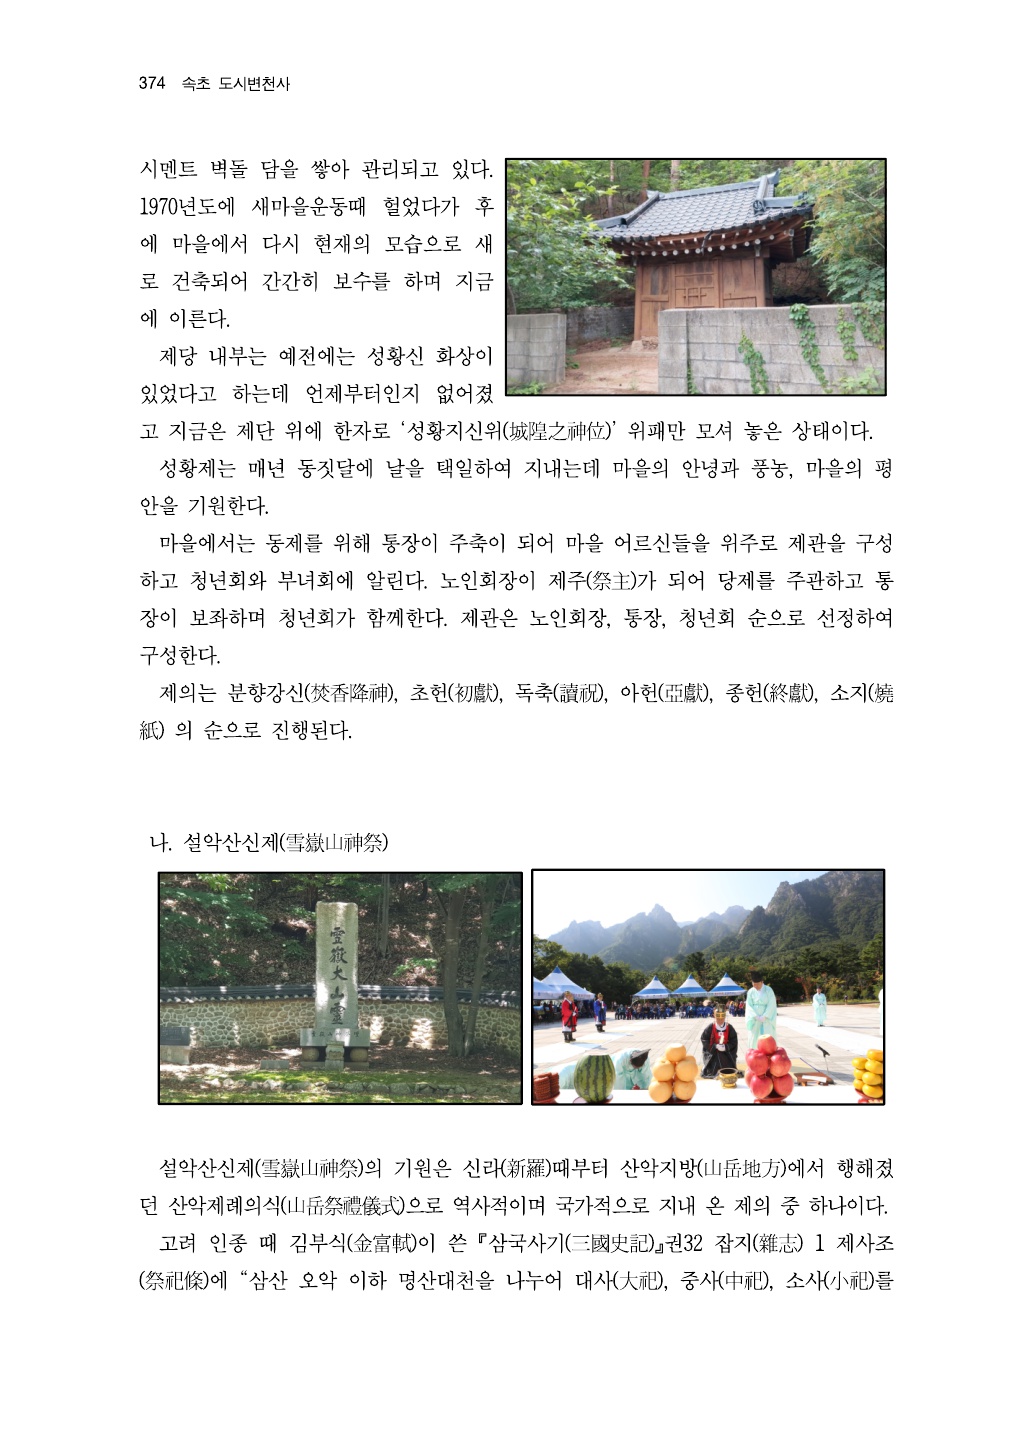 374 속초 도시변천사
시멘트 벽돌 담을 쌓아 관리되고 있다.
1970년도에 새마을운동때 헐었다가 후
에 마을에서 다시 현재의 모습으로 새
로 건축되어 간간히 보수를 하며 지금
에 이른다.
제당 내부는 예전에는 성황신 화상이
있었다고 하는데 언제부터인지 없어졌
고 지금은 제단 위에 한자로 ‘성황지신위(城隍之神位)’ 위패만 모셔 놓은 상태이다.
성황제는 매년 동짓달에 날을 택일하여 지내는데 마을의 안녕과 풍농, 마을의 평
안을 기원한다.
마을에서는 동제를 위해 통장이 주축이 되어 마을 어르신들을 위주로 제관을 구성
하고 청년회와 부녀회에 알린다. 노인회장이 제주(祭主)가 되어 당제를 주관하고 통
장이 보좌하며 청년회가 함께한다. 제관은 노인회장, 통장, 청년회 순으로 선정하여
구성한다.
제의는 분향강신(焚香降神), 초헌(初獻), 독축(讀祝), 아헌(亞獻), 종헌(終獻), 소지(燒
紙) 의 순으로 진행된다.
나. 설악산신제(雪嶽山神祭)
靈嶽大山靈
설악산신제(雪嶽山神祭)의 기원은 신라(新羅)때부터 산악지방(山岳地方)에서 행해졌
던 산악제례의식(山岳祭禮儀式)으로 역사적이며 국가적으로 지내 온 제의 중 하나이다.
고려 인종 때 김부식(金富軾)이 쓴 『삼국사기(三國史記)』권32 잡지(雜志) 1 제사조
(祭祀條)에 “삼산 오악 이하 명산대천을 나누어 대사(大祀), 중사(中祀), 소사(小祀)를